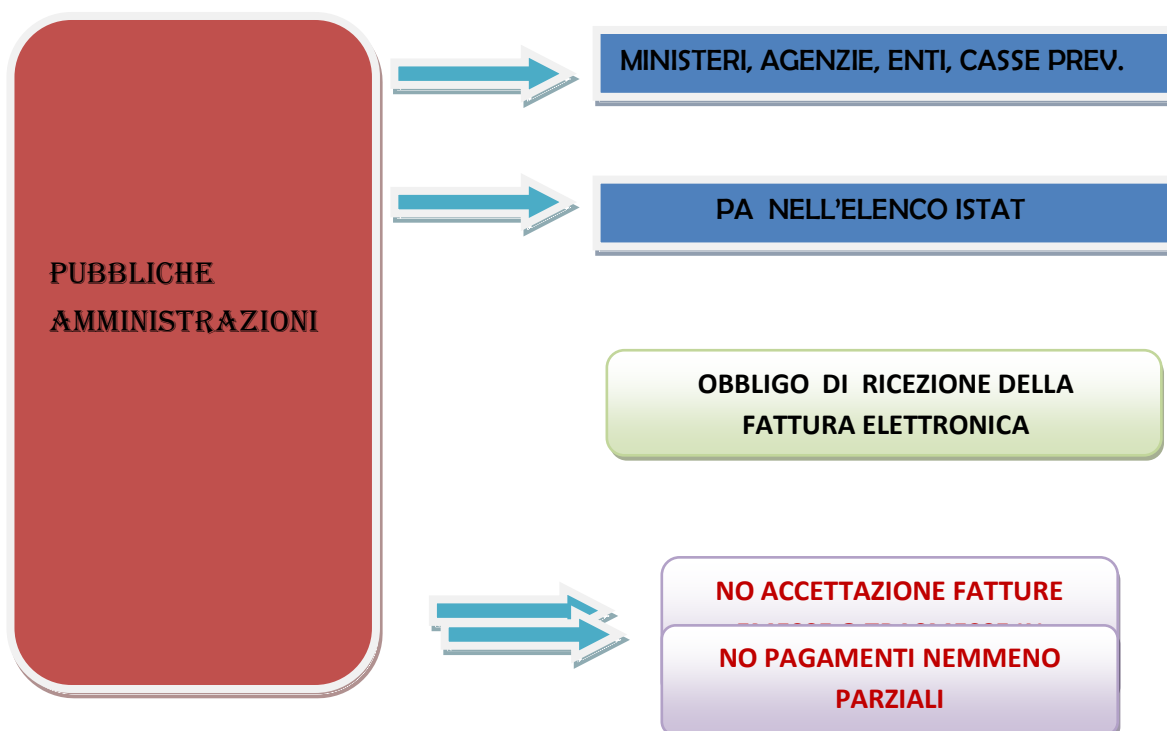 MINISTERI, AGENZIE, ENTI, CASSE PREV.
PA NELL'ELENCO ISTAT
PUBBLICHE
AMMINISTRAZIONI
OBBLIGO DI RICEZIONE DELLA
FATTURA ELETTRONICA
NO ACCETTAZIONE FATTURE
NO PAGAMENTI NEMMENO
PARZIALI